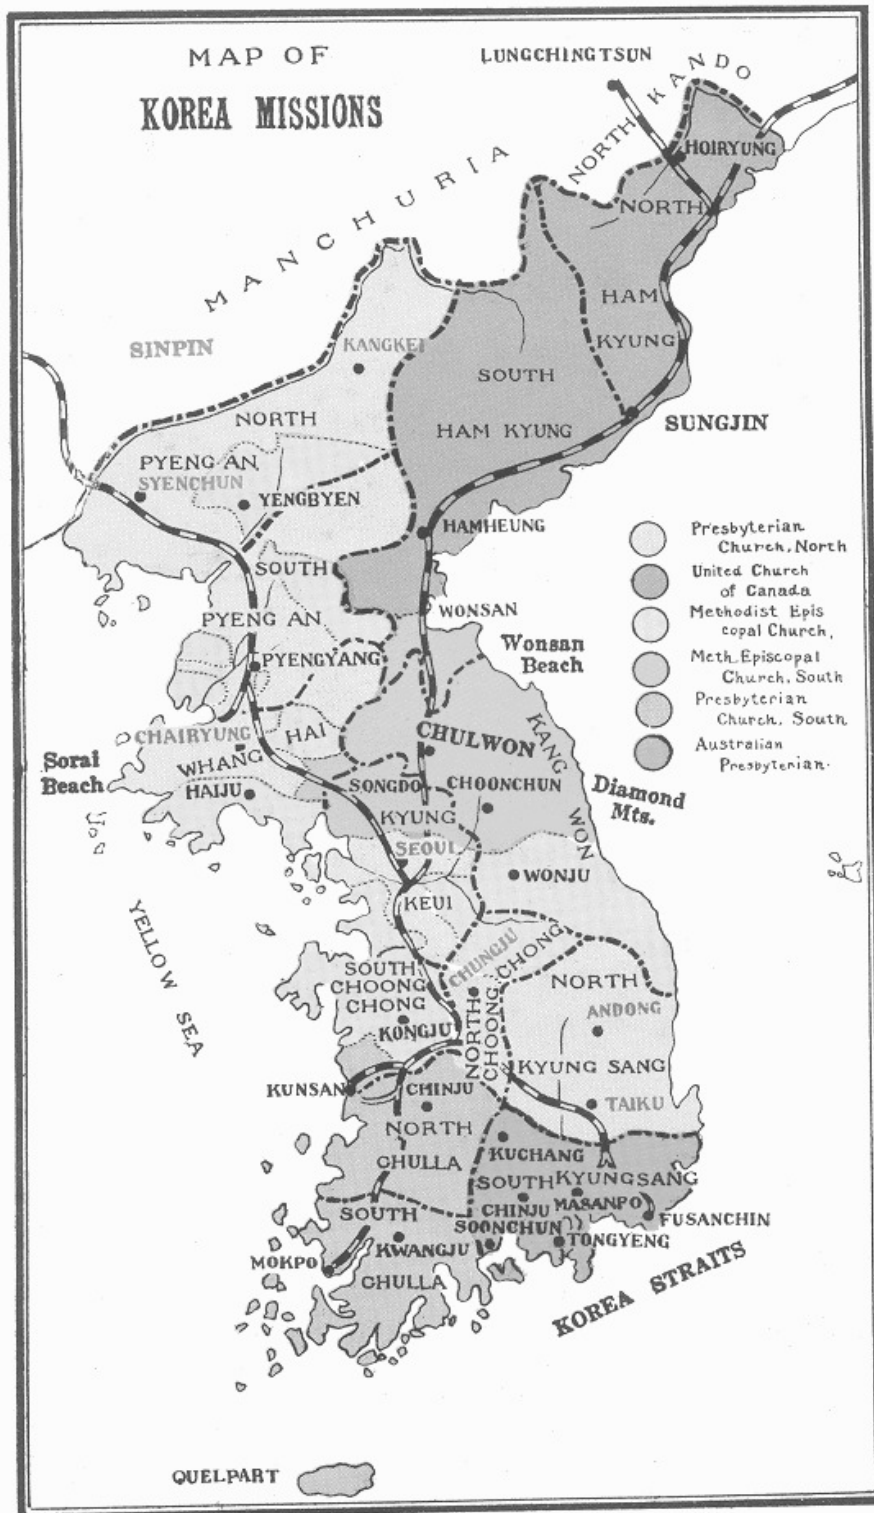 MAP OF
KOREA MISSIONS
LUNGCHINGTSUN
NORTH KANDO
MANCHURIA
HOIRYUNG
NORTH
HAM
KYUNG
SINPIN
KANGKEI
SOUTH
HAM KYUNG
SUNGJIN
NORTH
PYENG AN
SYENCHUN
YENGBYEN
HAMHEUNG
SOUTH
PYENG AN
WONSAN
Wonsan
Beach
PYENGYANG
Presbyterian
Church, North
United Church
of Canada
Methodist Epis
copal Church,
Meth. Episcopal
Church, South
Presbyterian
Church, South
Australian
Presbyterian.
CHAIRYUNG
HAI
WHANG
Sorai
Beach
HAIJU
CHULWON
KANG
WON
SONGDO
CHOONCHUN
Diamond
Mts.
KYUNG
SEOUL
WONJU
KEUI
YELLOW SEA
CHUNGJU
SOUTH
CHOONG
CHONG
KONGJU
NORTH
CHOONG
CHONG
NORTH
ANDONG
KYUNG SANG
TAIKU
KUNSAN
CHINJU
NORTH
CHULLA
KUCHANG
SOUTH
KYUNGSANG
CHINJU
MASANPO
FUSANCHIN
SOUTH
SOONCHUN
TONGYENG
KWANGJU
MOKPO
CHULLA
KOREA STRAITS
QUELPART